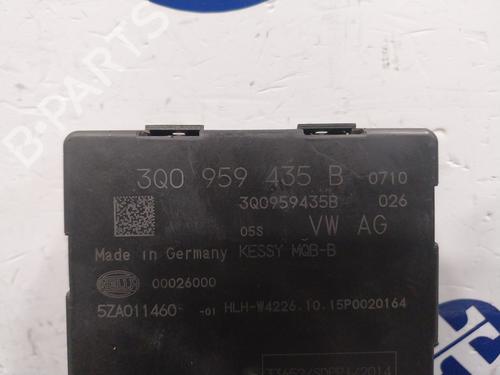 B-PARTS
3Q0 959 435 B 0710
3Q0959435B 026
05S VW AG
Made in Germany KESSY MQB-B
HELLA 00026000
5ZA011460 -01 HLH-W4226.10.15P0020164